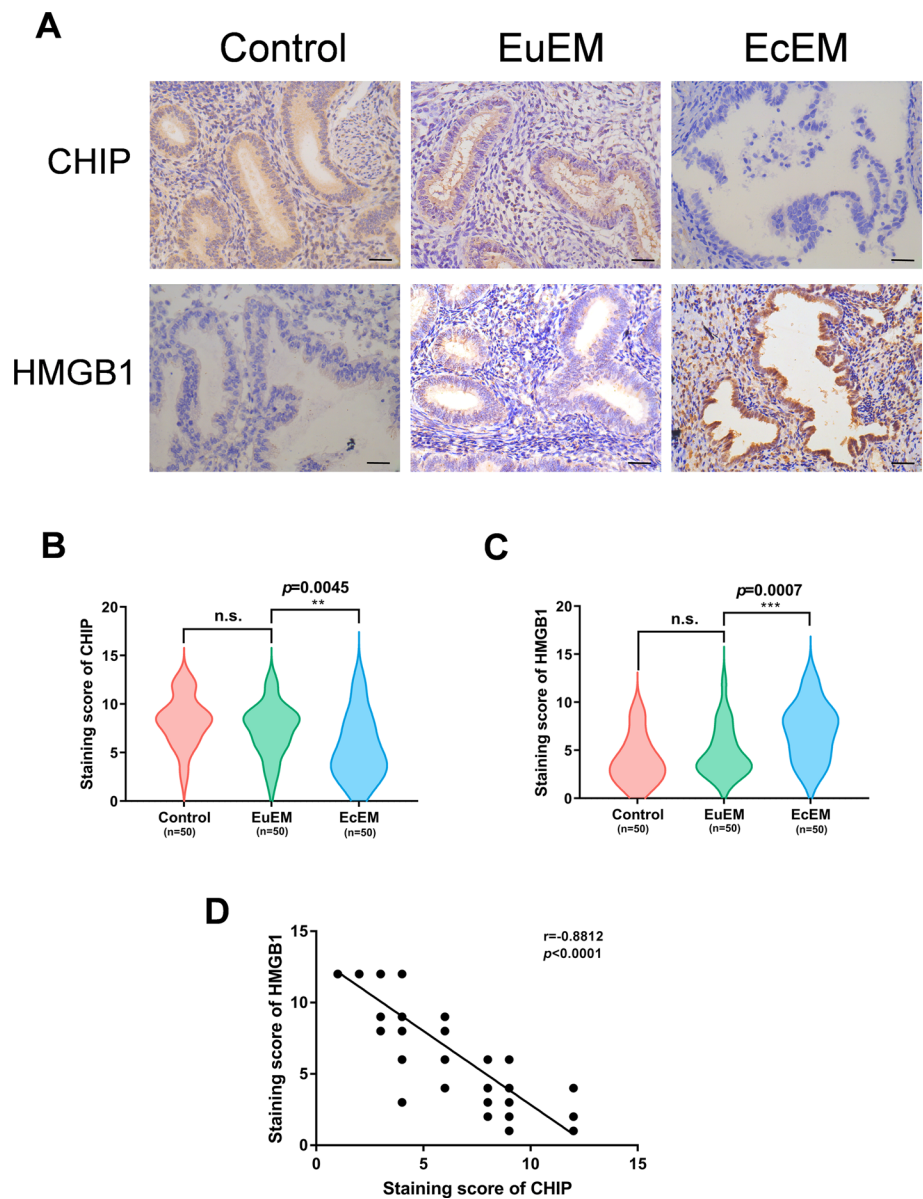 A
Control EuEM EcEM
CHIP
HMGB1
B
p=0.0045
n.s. **
Staining score of CHIP
20
15
10
5
0
Control EuEM EcEM
(n=50) (n=50) (n=50)
C
p=0.0007
n.s. ***
Staining score of HMGB1
20
15
10
5
0
Control EuEM EcEM
(n=50) (n=50) (n=50)
D
r=-0.8812
p<0.0001
Staining score of HMGB1
15
10
5
0
0 5 10 15
Staining score of CHIP